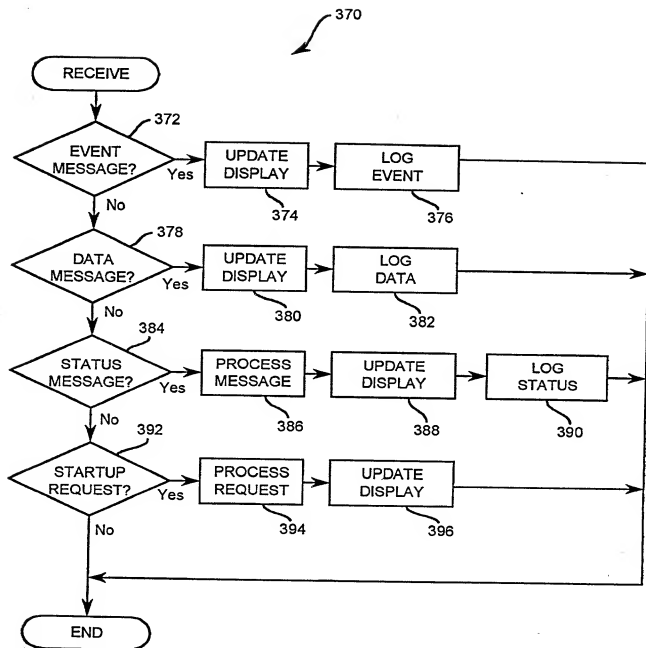 370
RECEIVE
372
EVENT
MESSAGE?
Yes
UPDATE
DISPLAY
374
LOG
EVENT
376
No
378
DATA
MESSAGE?
Yes
UPDATE
DISPLAY
380
LOG
DATA
382
No
384
STATUS
MESSAGE?
Yes
PROCESS
MESSAGE
386
UPDATE
DISPLAY
388
LOG
STATUS
390
No
392
STARTUP
REQUEST?
Yes
PROCESS
REQUEST
394
UPDATE
DISPLAY
396
No
END